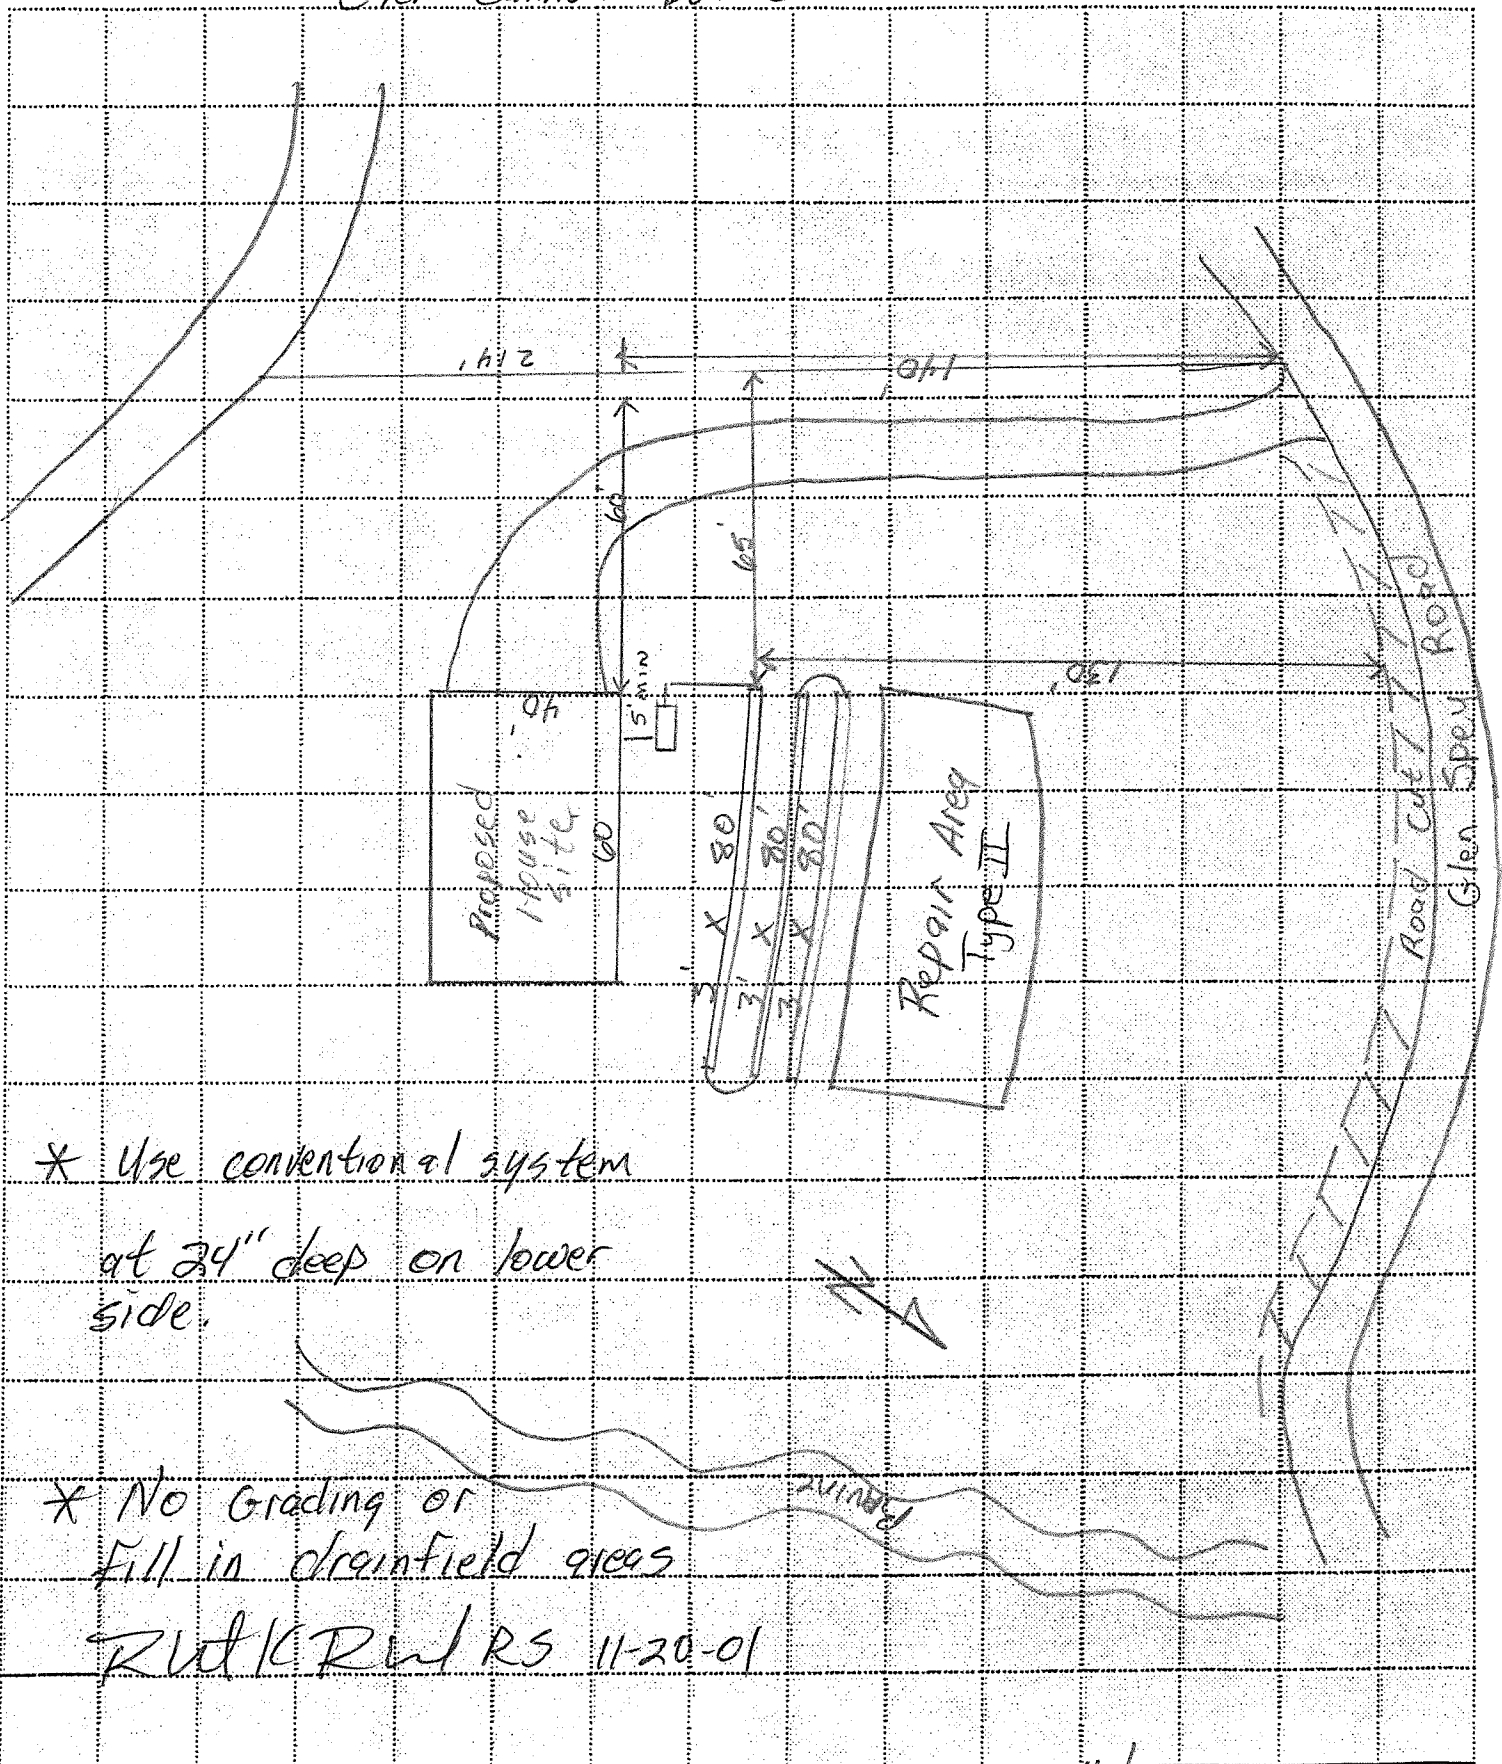 214'
140'
60'
65'
130'
40'
15' min
Proposed
House
Site
60
3' X 80'
3' X 80'
3' X 80'
Repair Area
Type II
Road Cut
Glen Spey Road
* Use conventional system
at 24" deep on lower
side.
N
Ravine
* No Grading or
Fill in drainfield areas
RS 11-20-01